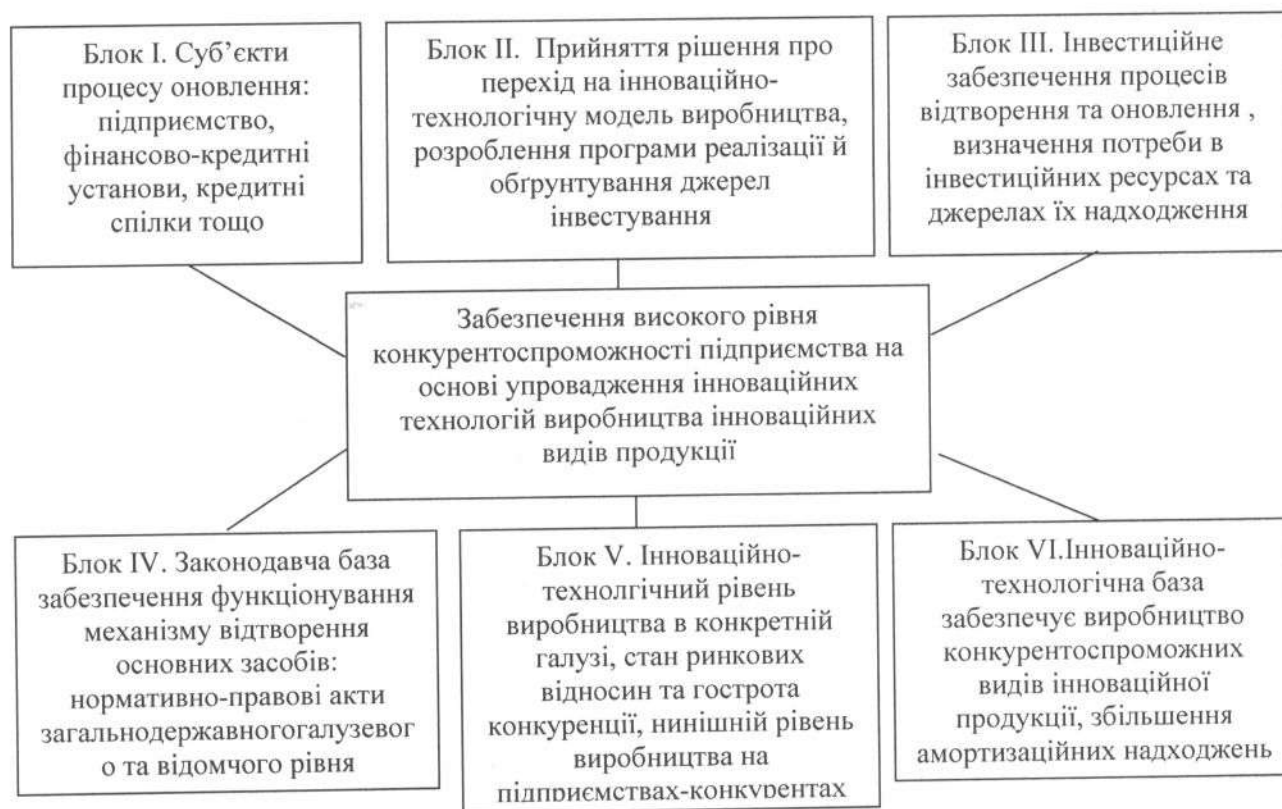 Блок І. Суб’єкти
процесу оновлення:
підприємство,
фінансово-кредитні
установи, кредитні
спілки тощо
Блок ІІ. Прийняття рішення про
перехід на інноваційно-
технологічну модель виробництва,
розроблення програми реалізації й
обґрунтування джерел
інвестування
Блок ІІІ. Інвестиційне
забезпечення процесів
відтворення та оновлення ,
визначення потреби в
інвестиційних ресурсах та
джерелах їх надходження
Забезпечення високого рівня
конкурентоспроможності підприємства на
основі упровадження інноваційних
технологій виробництва інноваційних
видів продукції
Блок IV. Законодавча база
забезпечення функціонування
механізму відтворення
основних засобів:
нормативно-правові акти
загальнодержавногогалузевог
о та відомчого рівня
Блок V. Інноваційно-
технолгічний рівень
виробництва в конкретній
галузі, стан ринкових
відносин та гострота
конкуренції, нинішній рівень
виробництва на
підприємствах-конкурентах
Блок VI.Інноваційно-
технологічна база
забезпечує виробництво
конкурентоспроможних
видів інноваційної
продукції, збільшення
амортизаційних надходжень